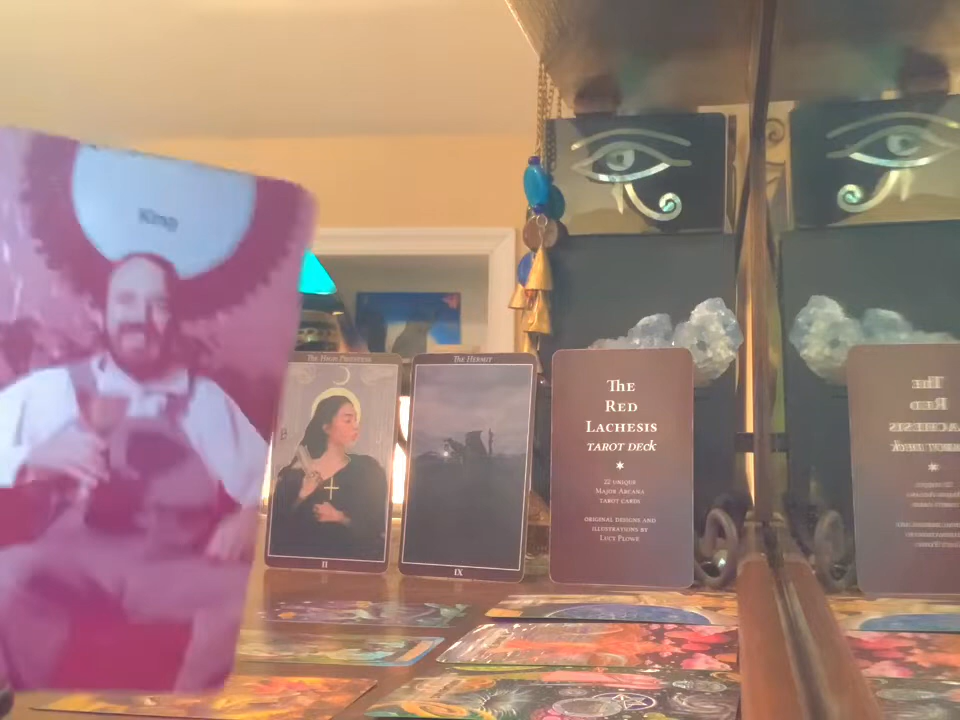 King
The High Priestess
II
The Hermit
IX
The
Red
Lachesis
tarot deck
22 unique
Major Arcana
tarot cards
original designs and
illustrations by
Lucy Plowe